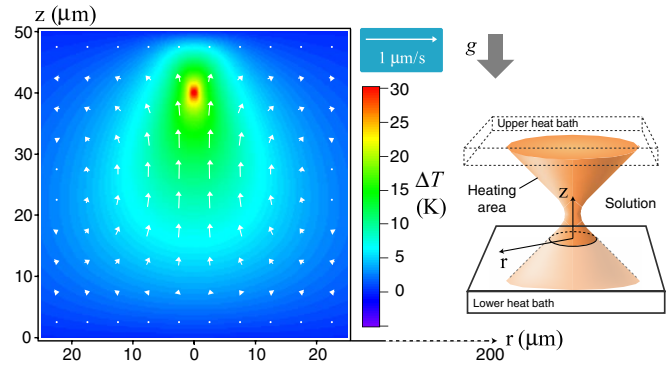 z (μm)
50
40
30
20
10
0
20
10
0
10
20
200
r (μm)
1 μm/s
30
25
20
15
10
5
0
ΔT
(K)
g
Upper heat bath
Heating
area
z
Solution
r
Lower heat bath